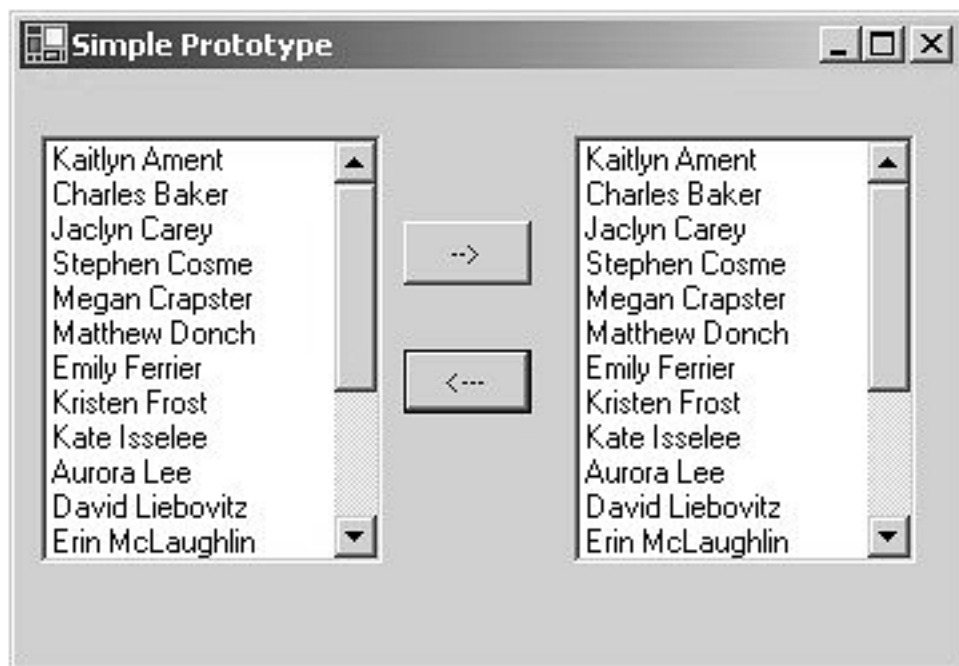 Simple Prototype
Kaitlyn Ament
Charles Baker
Jaclyn Carey
Stephen Cosme
Megan Crapster
Matthew Donch
Emily Ferrier
Kristen Frost
Kate Isselee
Aurora Lee
David Liebovitz
Erin McLaughlin
-->
<---
Kaitlyn Ament
Charles Baker
Jaclyn Carey
Stephen Cosme
Megan Crapster
Matthew Donch
Emily Ferrier
Kristen Frost
Kate Isselee
Aurora Lee
David Liebovitz
Erin McLaughlin